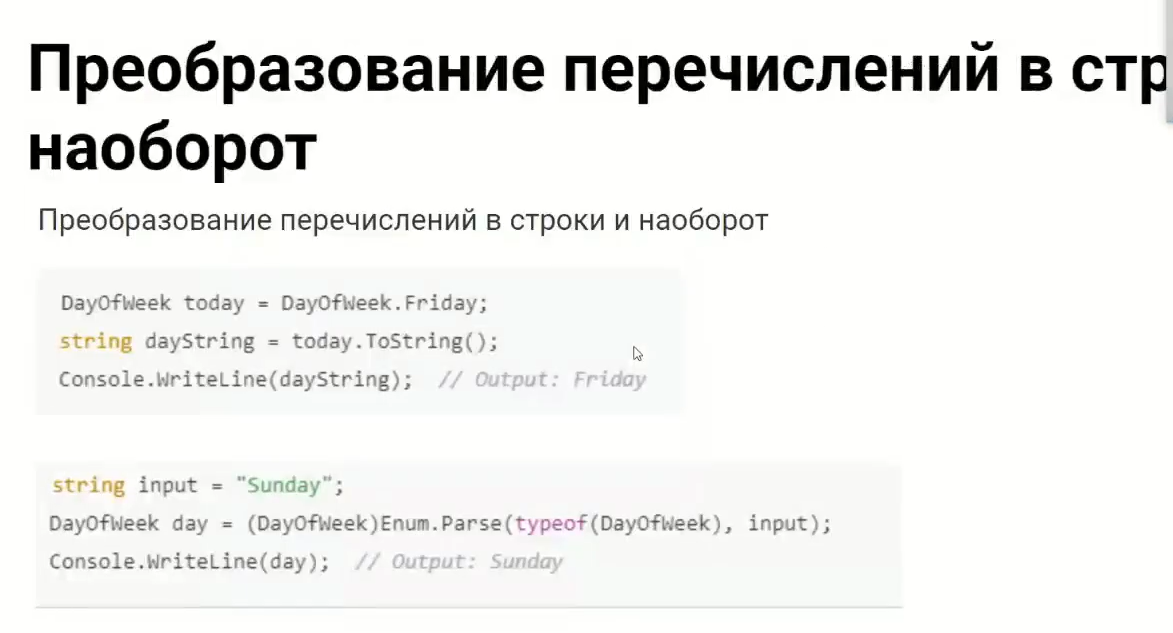 Преобразование перечислений в стр
наоборот
Преобразование перечислений в строки и наоборот
DayOfWeek today = DayOfWeek.Friday;
string dayString = today.ToString();
Console.WriteLine(dayString);  // Output: Friday
string input = "Sunday";
DayOfWeek day = (DayOfWeek)Enum.Parse(typeof(DayOfWeek), input);
Console.WriteLine(day);  // Output: Sunday